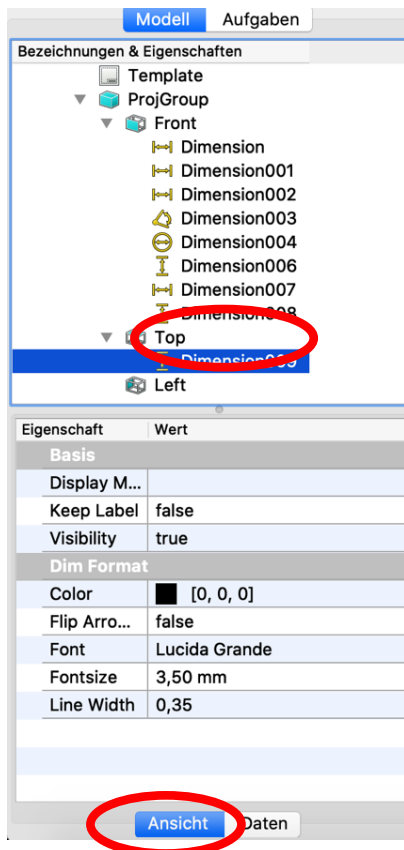 Modell Aufgaben
Bezeichnungen & Eigenschaften
Template
ProjGroup
Front
Dimension
Dimension001
Dimension002
Dimension003
Dimension004
Dimension006
Dimension007
Dimension008
Top
Dimension009
Left
Eigenschaft Wert
Basis
Display M...
Keep Label false
Visibility true
Dim Format
Color [0, 0, 0]
Flip Arro... false
Font Lucida Grande
Fontsize 3,50 mm
Line Width 0,35
Ansicht Daten